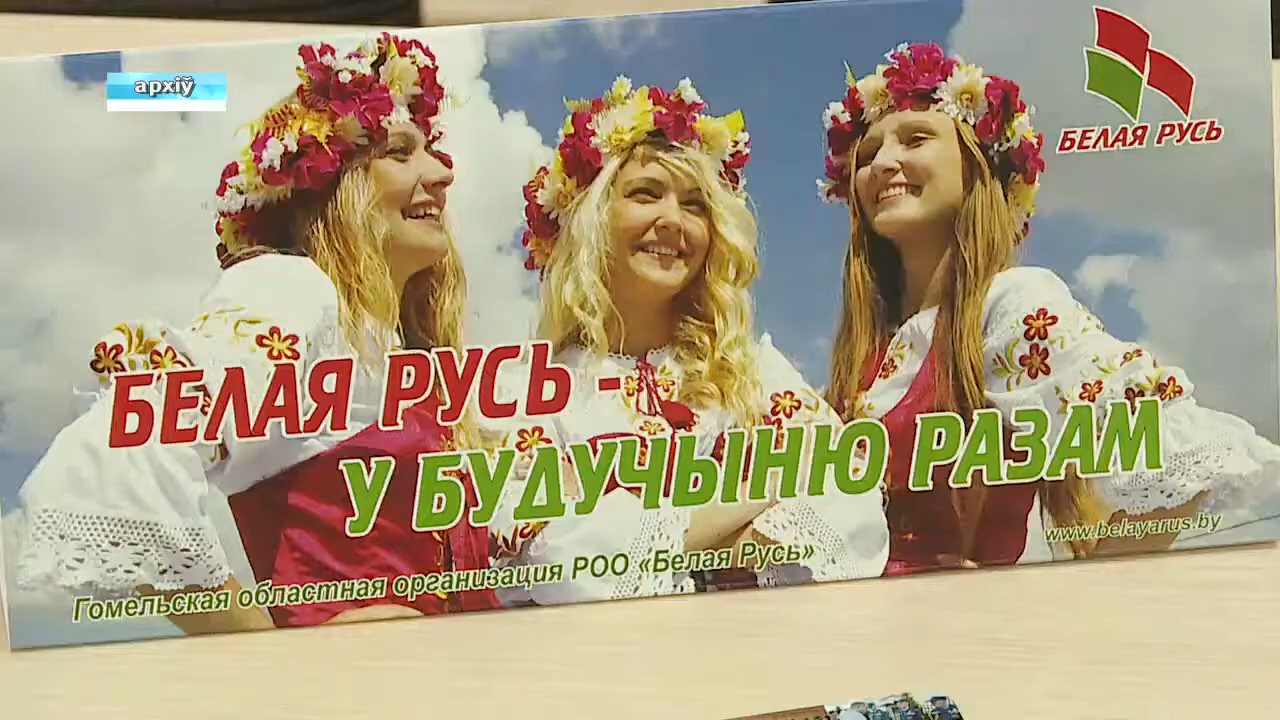 архіў
БЕЛАЯ РУСЬ
БЕЛАЯ РУСЬ -
У БУДУЧЫНЮ РАЗАМ
www.belayarus.by
Гомельская областная организация РОО «Белая Русь»